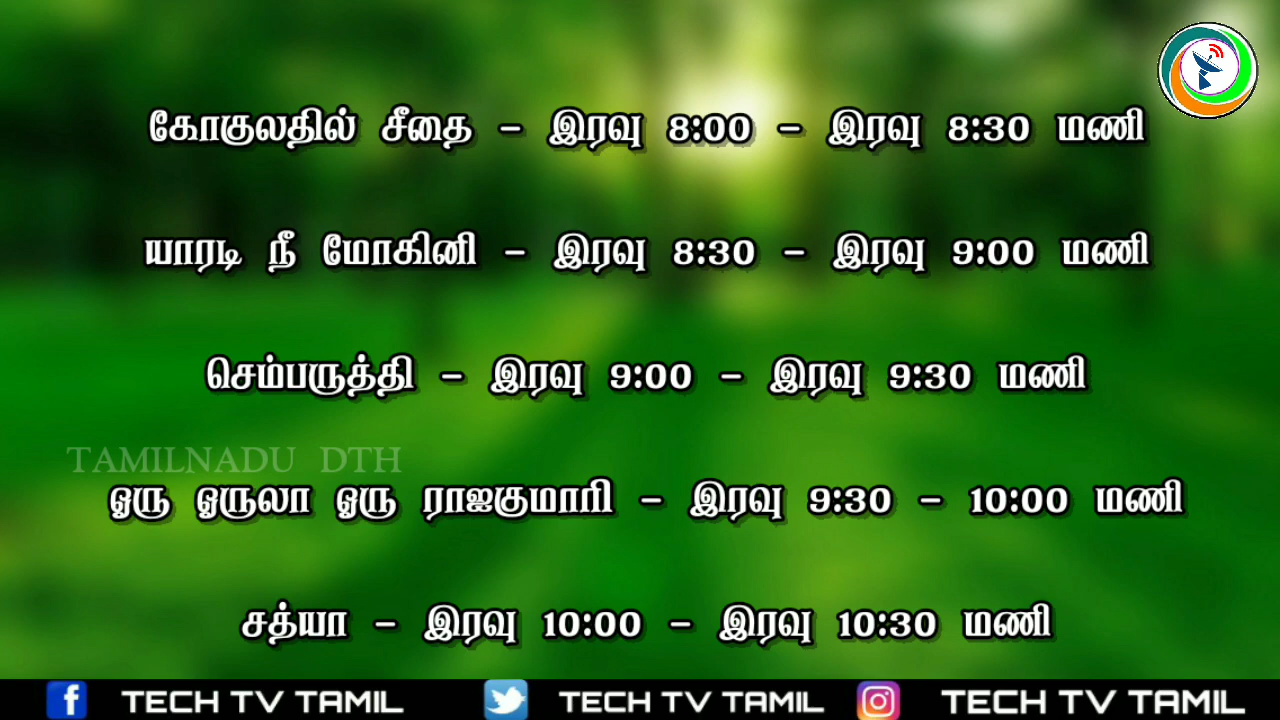 கோகுலதில் சீதை - இரவு 8:00 - இரவு 8:30 மணி
யாரடி நீ மோகினி - இரவு 8:30 - இரவு 9:00 மணி
செம்பருத்தி - இரவு 9:00 - இரவு 9:30 மணி
TAMILNADU DTH
ஒரு ஒருலா ஒரு ராஜகுமாரி - இரவு 9:30 - 10:00 மணி
சத்யா - இரவு 10:00 - இரவு 10:30 மணி
TECH TV TAMIL TECH TV TAMIL TECH TV TAMIL